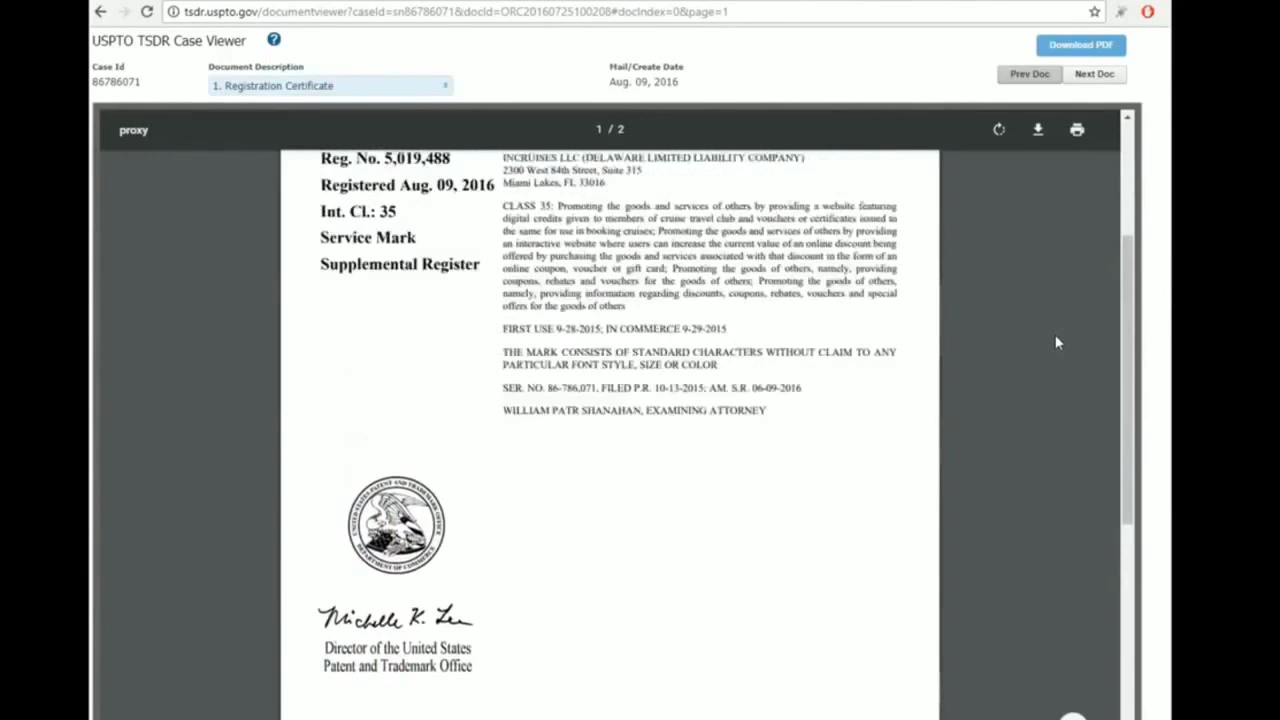 tsdr.uspto.gov/documentviewer?caseId=sn86786071&docId=ORC20160725100208#docIndex=0&page=1
USPTO TSDR Case Viewer
?
Download PDF
Case Id
Document Description
Mail/Create Date
86786071
1. Registration Certificate
Aug. 09, 2016
Prev Doc
Next Doc
proxy
1 / 2
Reg. No. 5,019,488
Registered Aug. 09, 2016
Int. Cl.: 35
Service Mark
Supplemental Register
INCRUISES LLC (DELAWARE LIMITED LIABILITY COMPANY)
2300 West 84th Street, Suite 315
Miami Lakes, FL 33016
CLASS 35: Promoting the goods and services of others by providing a website featuring
digital credits given to members of cruise travel club and vouchers or certificates issued to
the same for use in booking cruises; Promoting the goods and services of others by providing
an interactive website where users can increase the current value of an online discount being
offered by purchasing the goods and services associated with that discount in the form of an
online coupon, voucher or gift card; Promoting the goods of others, namely, providing
coupons, rebates and vouchers for the goods of others; Promoting the goods of others,
namely, providing information regarding discounts, coupons, rebates, vouchers and special
offers for the goods of others
FIRST USE 9-28-2015; IN COMMERCE 9-29-2015
THE MARK CONSISTS OF STANDARD CHARACTERS WITHOUT CLAIM TO ANY
PARTICULAR FONT STYLE, SIZE OR COLOR
SER. NO. 86-786,071, FILED P.R. 10-13-2015; AM. S.R. 06-09-2016
WILLIAM PATR SHANAHAN, EXAMINING ATTORNEY
UNITED STATES PATENT AND TRADEMARK OFFICE
DEPARTMENT OF COMMERCE
Michelle K. Lee
Director of the United States
Patent and Trademark Office